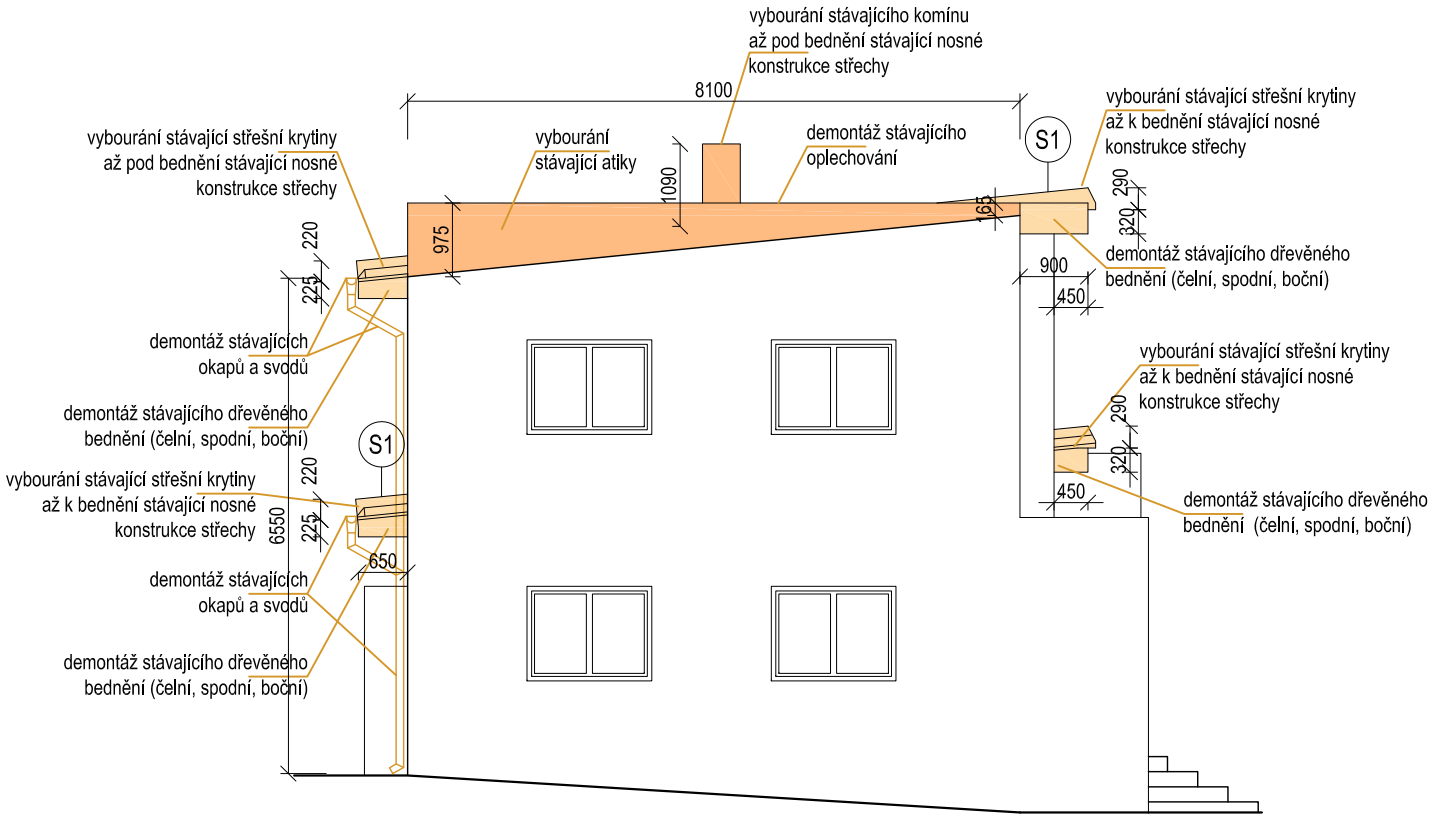 vybourání stávajícího komínu
až pod bednění stávající nosné
konstrukce střechy
8100
vybourání stávající střešní krytiny
až k bednění stávající nosné
konstrukce střechy
S1
vybourání stávající střešní krytiny
až pod bednění stávající nosné
konstrukce střechy
vybourání
stávající atiky
demontáž stávajícího
oplechování
1090
290
165
320
975
220
225
demontáž stávajícího dřevěného
bednění (čelní, spodní, boční)
900
450
demontáž stávajících
okapů a svodů
vybourání stávající střešní krytiny
až k bednění stávající nosné
konstrukce střechy
demontáž stávajícího dřevěného
bednění (čelní, spodní, boční)
290
320
S1
220
225
vybourání stávající střešní krytiny
až k bednění stávající nosné
konstrukce střechy
450
demontáž stávajícího dřevěného
bednění (čelní, spodní, boční)
6550
650
demontáž stávajících
okapů a svodů
demontáž stávajícího dřevěného
bednění (čelní, spodní, boční)